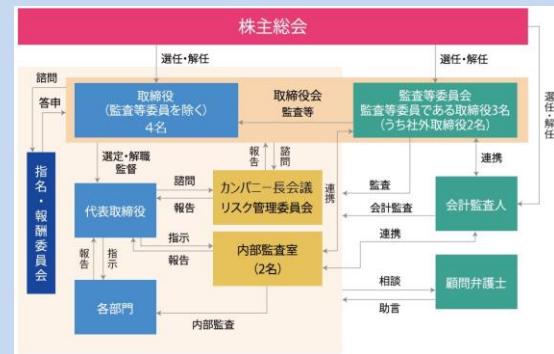 株主総会
選任・解任
選任・解任
選任・解任
諮問
答申
取締役
(監査等委員を除く)
4名
取締役会
監査等
監査等委員会
監査等委員である取締役3名
(うち社外取締役2名)
選定・解職
監督
報告
諮問
連携
連携
指名・報酬委員会
代表取締役
諮問
報告
カンパニー長会議
リスク管理委員会
監査
会計監査
会計監査人
指示
報告
内部監査室
(2名)
連携
報告
指示
各部門
内部監査
相談
助言
顧問弁護士